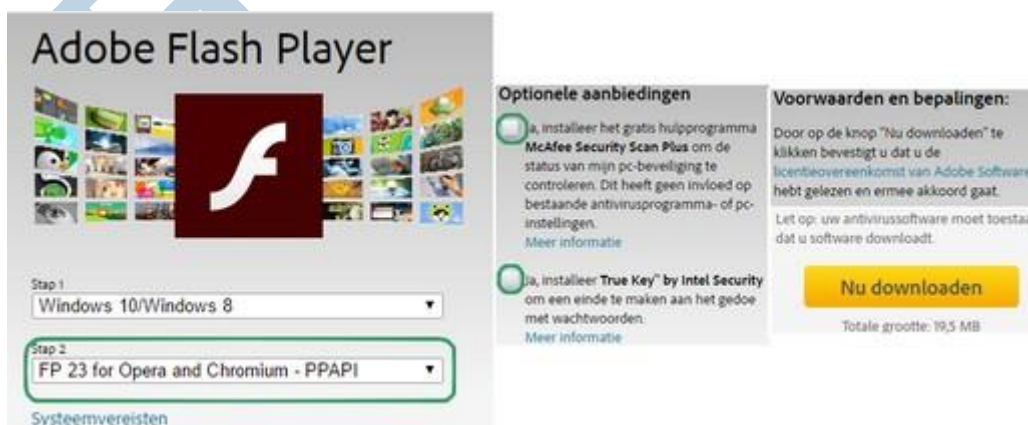 Adobe Flash Player
Stap 1
Windows 10/Windows 8
Stap 2
FP 23 for Opera and Chromium - PPAPI
Systeemvereisten
Optionele aanbiedingen
Ja, installeer het gratis hulpprogramma
McAfee Security Scan Plus om de
status van mijn pc-beveiliging te
controleren. Dit heeft geen invloed op
bestaande antivirusprogramma- of pc-
instellingen.
Meer informatie
Ja, installeer True Key" by Intel Security
om een einde te maken aan het gedoe
met wachtwoorden.
Meer informatie
Voorwaarden en bepalingen:
Door op de knop "Nu downloaden" te
klikken bevestigt u dat u de
licentieovereenkomst van Adobe Software
hebt gelezen en ermee akkoord gaat.
Let op: uw antivirussoftware moet toestaa
dat u software downloadt.
Nu downloaden
Totale grootte: 19,5 MB